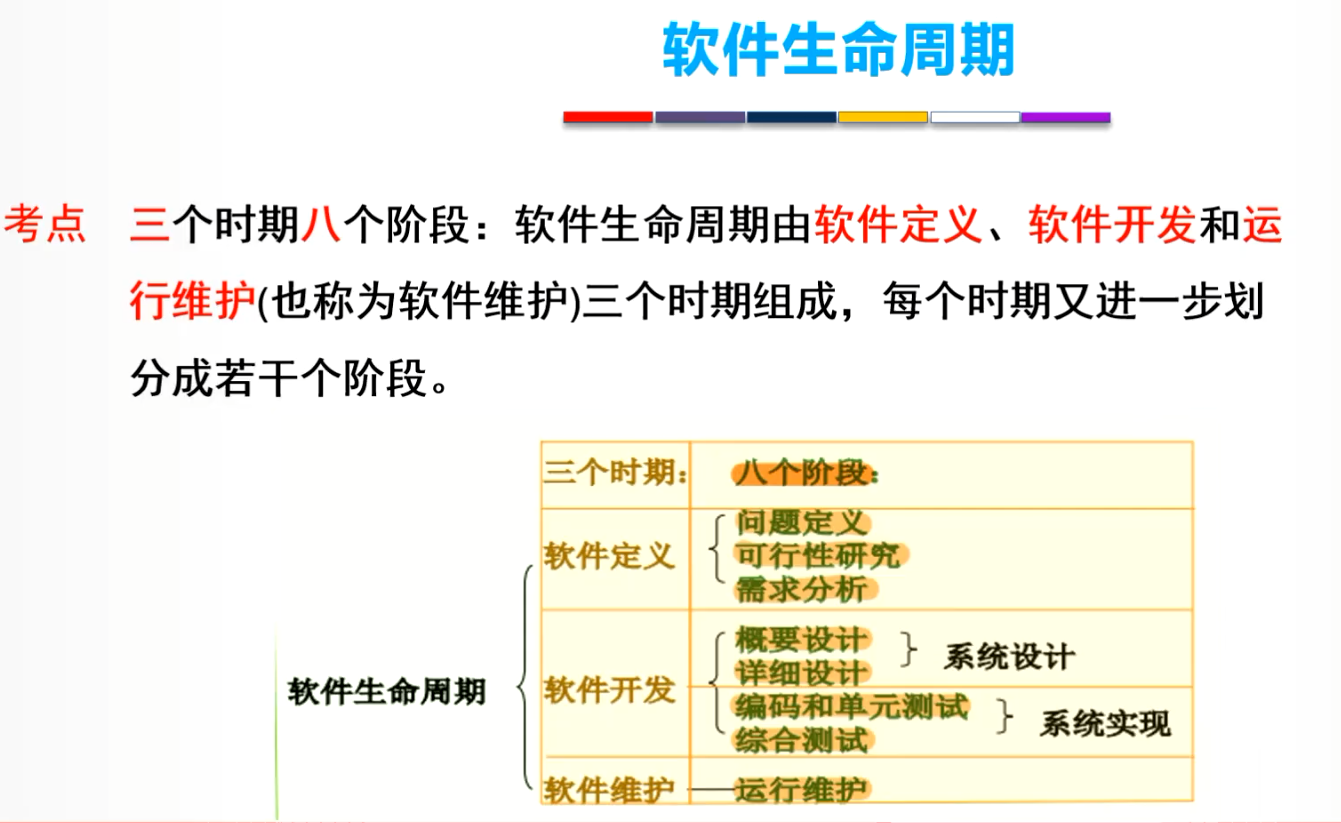 软件生命周期
考点 三个时期八个阶段：软件生命周期由软件定义、软件开发和运
行维护(也称为软件维护)三个时期组成，每个时期又进一步划
分成若干个阶段。
三个时期： 八个阶段：
问题定义
软件定义 可行性研究
需求分析
概要设计
系统设计
详细设计
软件生命周期 软件开发
编码和单元测试
系统实现
综合测试
软件维护 运行维护